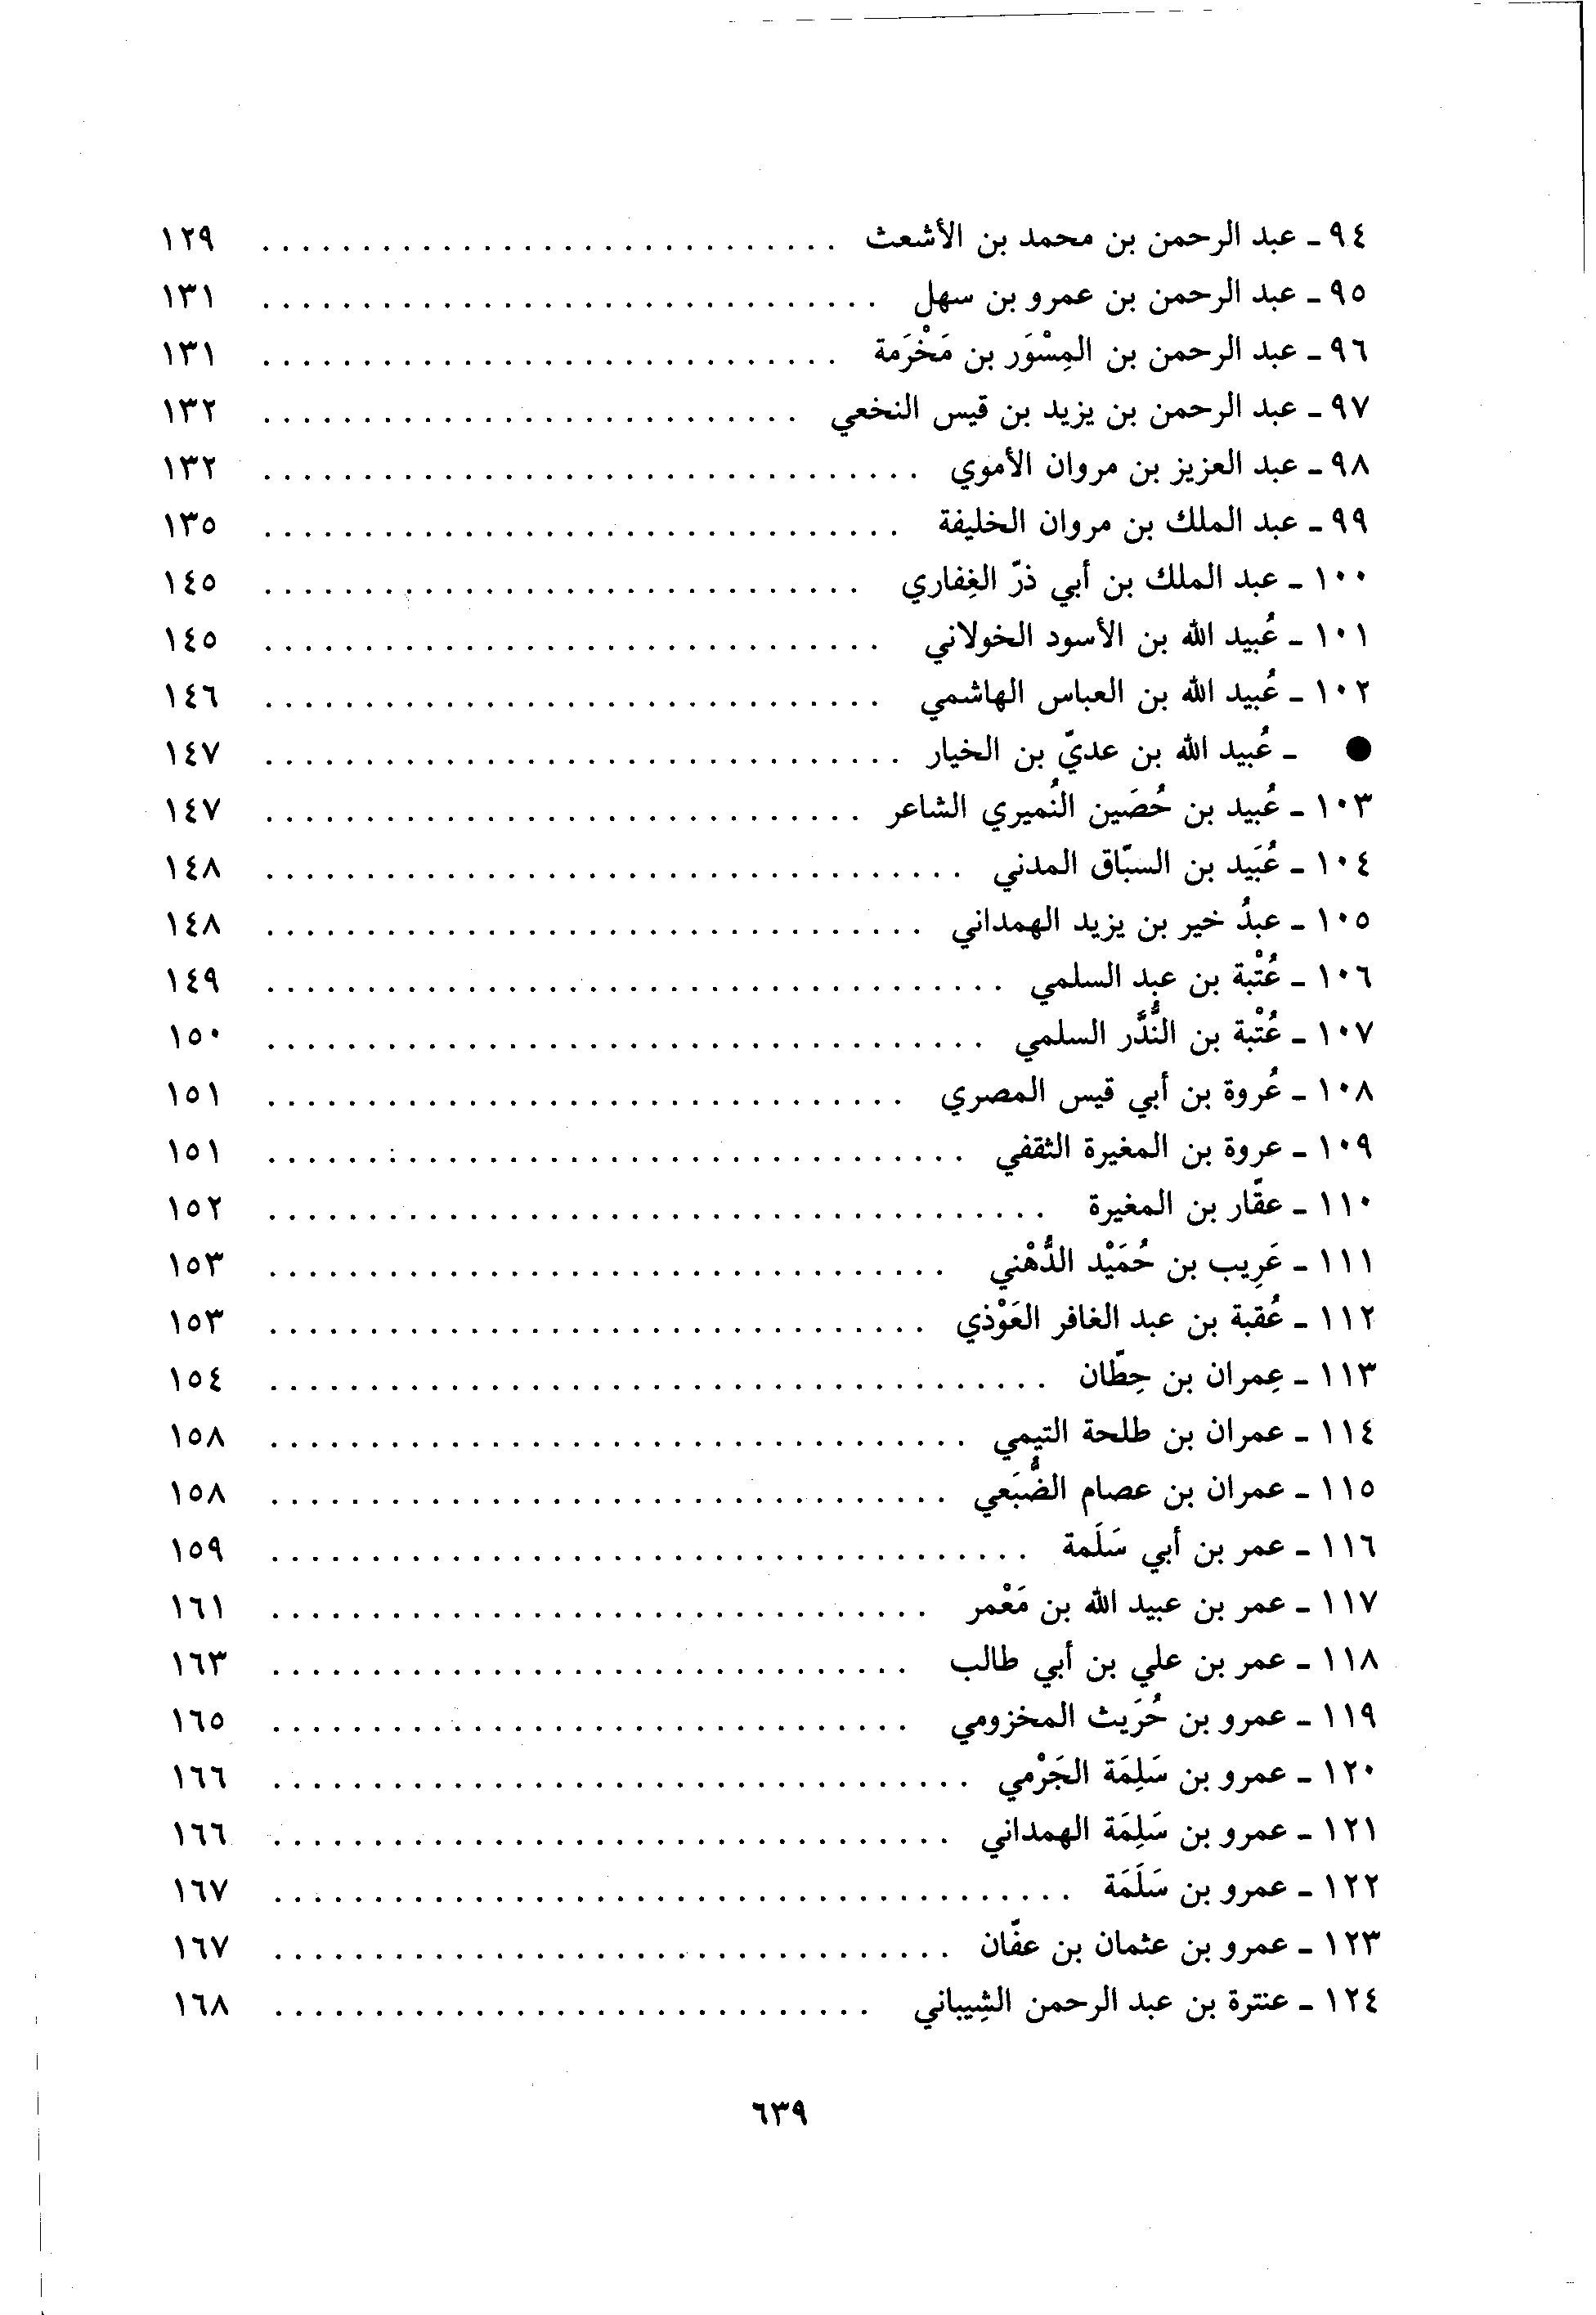 ٩٤ - عبد الرحمن بن محمد بن الأشعث . . . . . . . . . . . . . . . . . . . . . . . . . . . . . ١٢٩
٩٥ - عبد الرحمن بن عمرو بن سهل . . . . . . . . . . . . . . . . . . . . . . . . . . . . . . . ١٣١
٩٦ - عبد الرحمن بن المِسْوَر بن مَخْرَمة . . . . . . . . . . . . . . . . . . . . . . . . . . . . . ١٣١
٩٧ - عبد الرحمن بن يزيد بن قيس النخعي . . . . . . . . . . . . . . . . . . . . . . . . . . . ١٣٢
٩٨ - عبد العزيز بن مروان الأموي . . . . . . . . . . . . . . . . . . . . . . . . . . . . . . . . . ١٣٢
٩٩ - عبد الملك بن مروان الخليفة . . . . . . . . . . . . . . . . . . . . . . . . . . . . . . . . ١٣٥
١٠٠ - عبد الملك بن أبي ذرّ الغِفاري . . . . . . . . . . . . . . . . . . . . . . . . . . . . . . ١٤٥
١٠١ - عُبيد الله بن الأسود الخولاني . . . . . . . . . . . . . . . . . . . . . . . . . . . . . . . ١٤٥
١٠٢ - عُبيد الله بن العباس الهاشمي . . . . . . . . . . . . . . . . . . . . . . . . . . . . . . . ١٤٦
● - عُبيد الله بن عديّ بن الخيار . . . . . . . . . . . . . . . . . . . . . . . . . . . . . . . . ١٤٧
١٠٣ - عُبيد بن حُصَين النُميري الشاعر . . . . . . . . . . . . . . . . . . . . . . . . . . . . . . ١٤٧
١٠٤ - عُبَيد بن السبّاق المدني . . . . . . . . . . . . . . . . . . . . . . . . . . . . . . . . . . . ١٤٨
١٠٥ - عبدُ خير بن يزيد الهمداني . . . . . . . . . . . . . . . . . . . . . . . . . . . . . . . . . ١٤٨
١٠٦ - عُتْبة بن عبد السلمي . . . . . . . . . . . . . . . . . . . . . . . . . . . . . . . . . . . . . ١٤٩
١٠٧ - عُتْبة بن النُّدَّر السلمي . . . . . . . . . . . . . . . . . . . . . . . . . . . . . . . . . . . . ١٥٠
١٠٨ - عُروة بن أبي قيس المصري . . . . . . . . . . . . . . . . . . . . . . . . . . . . . . . . ١٥١
١٠٩ - عروة بن المغيرة الثقفي . . . . . . . . . . . . . . . . . . . . . . . . . . . . . . . . . . . ١٥١
١١٠ - عقّار بن المغيرة . . . . . . . . . . . . . . . . . . . . . . . . . . . . . . . . . . . . . . . ١٥٢
١١١ - عَرِيب بن حُمَيْد الدُّهْني . . . . . . . . . . . . . . . . . . . . . . . . . . . . . . . . . . ١٥٣
١١٢ - عُقبة بن عبد الغافر العَوْذي . . . . . . . . . . . . . . . . . . . . . . . . . . . . . . . . . ١٥٣
١١٣ - عِمران بن حِطّان . . . . . . . . . . . . . . . . . . . . . . . . . . . . . . . . . . . . . . . ١٥٤
١١٤ - عمران بن طلحة التيمي . . . . . . . . . . . . . . . . . . . . . . . . . . . . . . . . . . . ١٥٨
١١٥ - عمران بن عصام الضُّبَعي . . . . . . . . . . . . . . . . . . . . . . . . . . . . . . . . . . ١٥٨
١١٦ - عمر بن أبي سَلَمة . . . . . . . . . . . . . . . . . . . . . . . . . . . . . . . . . . . . . . ١٥٩
١١٧ - عمر بن عبيد الله بن مَعْمر . . . . . . . . . . . . . . . . . . . . . . . . . . . . . . . . . ١٦١
١١٨ - عمر بن علي بن أبي طالب . . . . . . . . . . . . . . . . . . . . . . . . . . . . . . . . ١٦٣
١١٩ - عمرو بن حُرَيث المخزومي . . . . . . . . . . . . . . . . . . . . . . . . . . . . . . . . ١٦٥
١٢٠ - عمرو بن سَلِمَة الجَرْمي . . . . . . . . . . . . . . . . . . . . . . . . . . . . . . . . . . . ١٦٦
١٢١ - عمرو بن سَلِمَة الهمداني . . . . . . . . . . . . . . . . . . . . . . . . . . . . . . . . . . ١٦٦
١٢٢ - عمرو بن سَلَمَة . . . . . . . . . . . . . . . . . . . . . . . . . . . . . . . . . . . . . . . . ١٦٧
١٢٣ - عمرو بن عثمان بن عفّان . . . . . . . . . . . . . . . . . . . . . . . . . . . . . . . . . . ١٦٧
١٢٤ - عنترة بن عبد الرحمن الشِيباني . . . . . . . . . . . . . . . . . . . . . . . . . . . . . . ١٦٨
٦٣٩